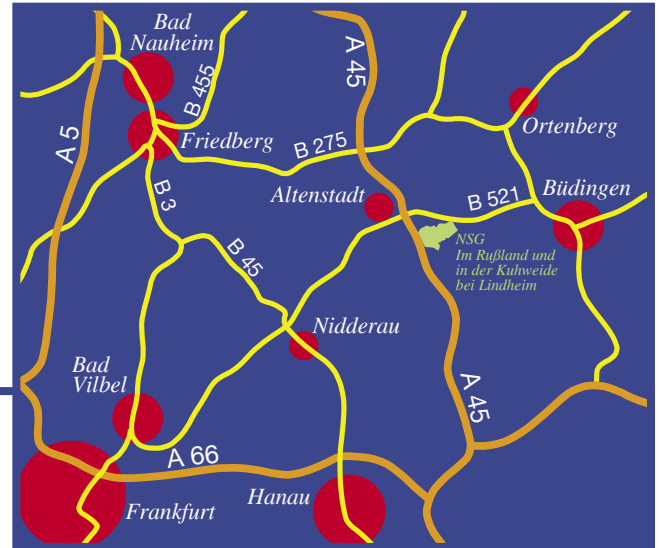 Bad
Nauheim
A 5
B 455
A 45
Friedberg
B 275
Ortenberg
B 3
Altenstadt
B 521
Büdingen
NSG
Im Rußland und
in der Kuhweide
bei Lindheim
B 45
Nidderau
Bad
Vilbel
A 45
A 66
Hanau
Frankfurt